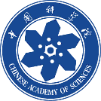 中国科学院
CHINESE ACADEMY OF SCIENCES